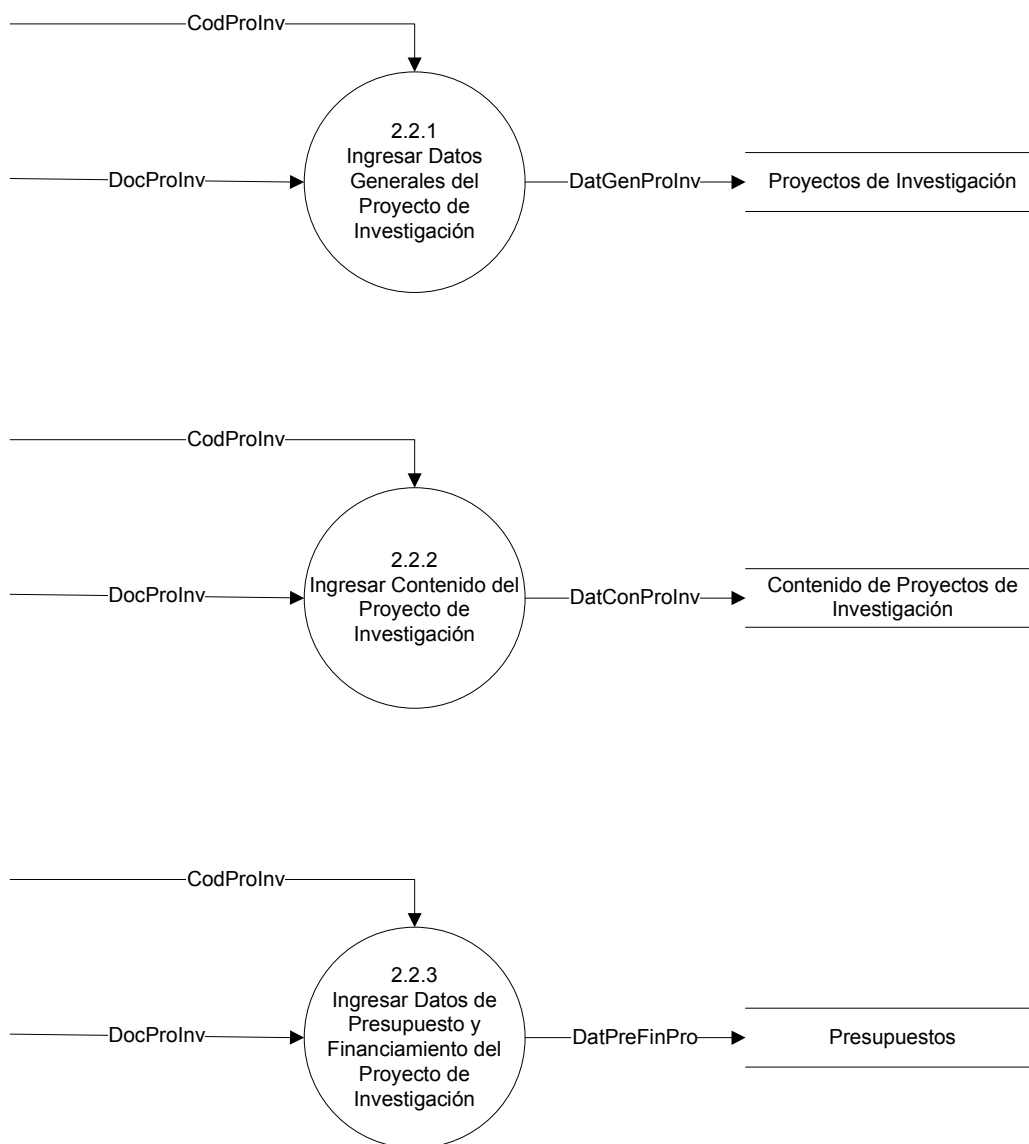 CodProInv
2.2.1
Ingresar Datos
Generales del
Proyecto de
Investigación
DocProInv
DatGenProInv
Proyectos de Investigación
CodProInv
2.2.2
Ingresar Contenido del
Proyecto de
Investigación
DocProInv
DatConProInv
Contenido de Proyectos de
Investigación
CodProInv
2.2.3
Ingresar Datos de
Presupuesto y
Financiamiento del
Proyecto de
Investigación
DocProInv
DatPreFinPro
Presupuestos